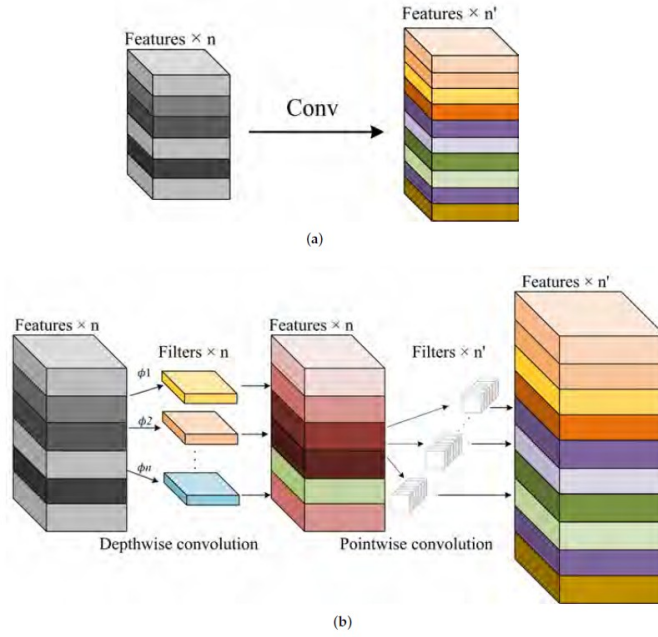 Features × n
Features × n'
Conv
(a)
Features × n'
Features × n
Filters × n
Features × n
Filters × n'
ϕ1
ϕ2
ϕn
Depthwise convolution
Pointwise convolution
(b)